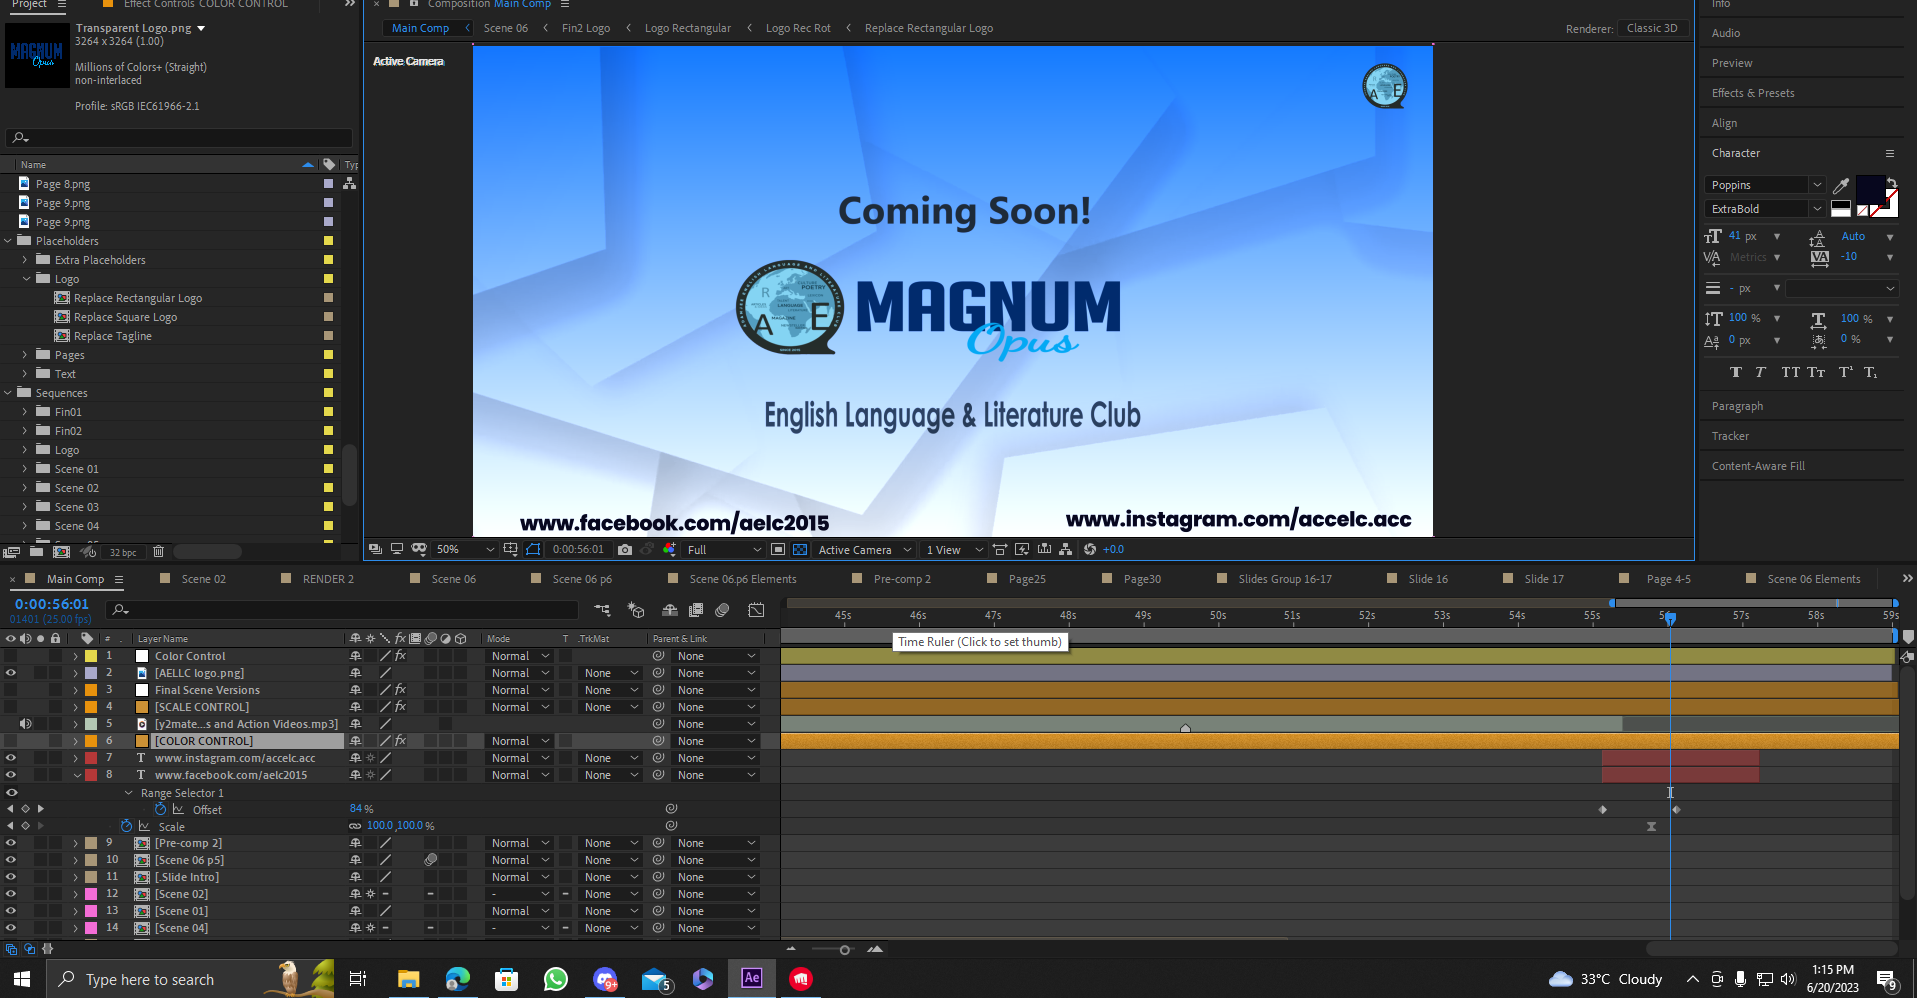 Project
Effect Controls COLOR CONTROL
Transparent Logo.png
3264 x 3264 (1.00)
Millions of Colors+ (Straight)
non-interlaced
Profile: sRGB IEC61966-2.1
MAGNUM
Opus
Name
Page 8.png
Page 9.png
Page 9.png
Placeholders
Extra Placeholders
Logo
Replace Rectangular Logo
Replace Square Logo
Replace Tagline
Pages
Text
Sequences
Fin01
Fin02
Logo
Scene 01
Scene 02
Scene 03
Scene 04
32 bpc
Composition Main Comp
Main Comp
Scene 06
Fin2 Logo
Logo Rectangular
Logo Rec Rot
Replace Rectangular Logo
Renderer: Classic 3D
Active Camera
A E
Coming Soon!
R
A E
MAGNUM
Opus
English Language & Literature Club
www.facebook.com/aelc2015
www.instagram.com/accelc.acc
50%
0:00:56:01
Full
Active Camera
1 View
+0.0
Info
Audio
Preview
Effects & Presets
Align
Character
Poppins
ExtraBold
41 px
Auto
Metrics
-10
- px
100 %
100 %
0 px
0 %
T T TT Tт T¹ T₁
Paragraph
Tracker
Content-Aware Fill
Main Comp
Scene 02
RENDER 2
Scene 06
Scene 06 p6
Scene 06.p6 Elements
Pre-comp 2
Page25
Page30
Slides Group 16-17
Slide 16
Slide 17
Page 4-5
Scene 06 Elements
0:00:56:01
01401 (25.00 fps)
45s 46s 47s 48s 49s 50s 51s 52s 53s 54s 55s 56s 57s 58s 59s
Time Ruler (Click to set thumb)
# Layer Name Mode T .TrkMat Parent & Link
1 Color Control Normal None
2 [AELLC logo.png] Normal None None
3 Final Scene Versions Normal None None
4 [SCALE CONTROL] Normal None None
5 [y2mate...s and Action Videos.mp3] None
6 [COLOR CONTROL] Normal None
7 www.instagram.com/accelc.acc Normal None None
8 www.facebook.com/aelc2015 Normal None None
Range Selector 1
Offset 84 %
Scale 100.0,100.0 %
9 [Pre-comp 2] Normal None None
10 [Scene 06 p5] Normal None None
11 [.Slide Intro] Normal None None
12 [Scene 02] - None None
13 [Scene 01] Normal None None
14 [Scene 04] - None None
Type here to search
9+
5
Ae
33°C Cloudy
1:15 PM
6/20/2023
9